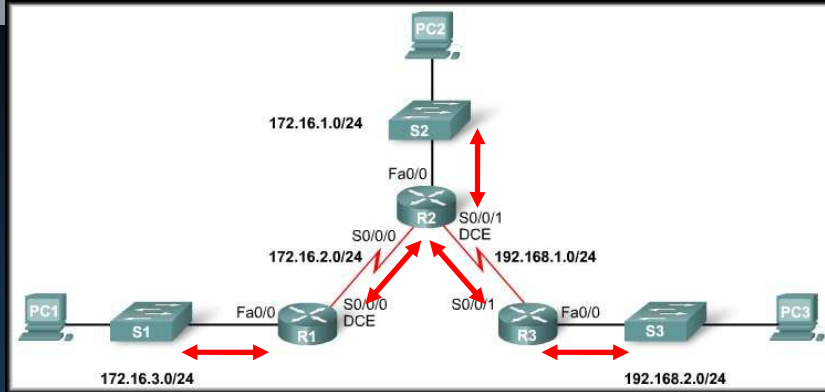 PC2
172.16.1.0/24
S2
Fa0/0
R2
S0/0/1
DCE
S0/0/0
172.16.2.0/24
192.168.1.0/24
PC1
S1
Fa0/0
R1
S0/0/0
DCE
S0/0/1
R3
Fa0/0
S3
PC3
172.16.3.0/24
192.168.2.0/24